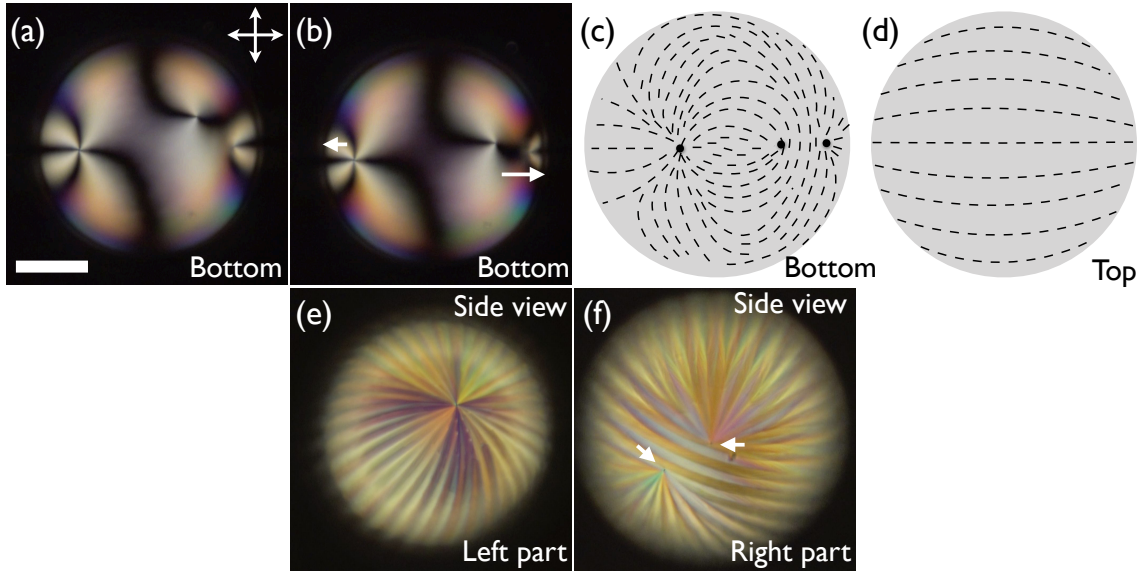 (a)
Bottom
(b)
Bottom
(c)
Bottom
(d)
Top
(e)
Side view
Left part
(f)
Side view
Right part